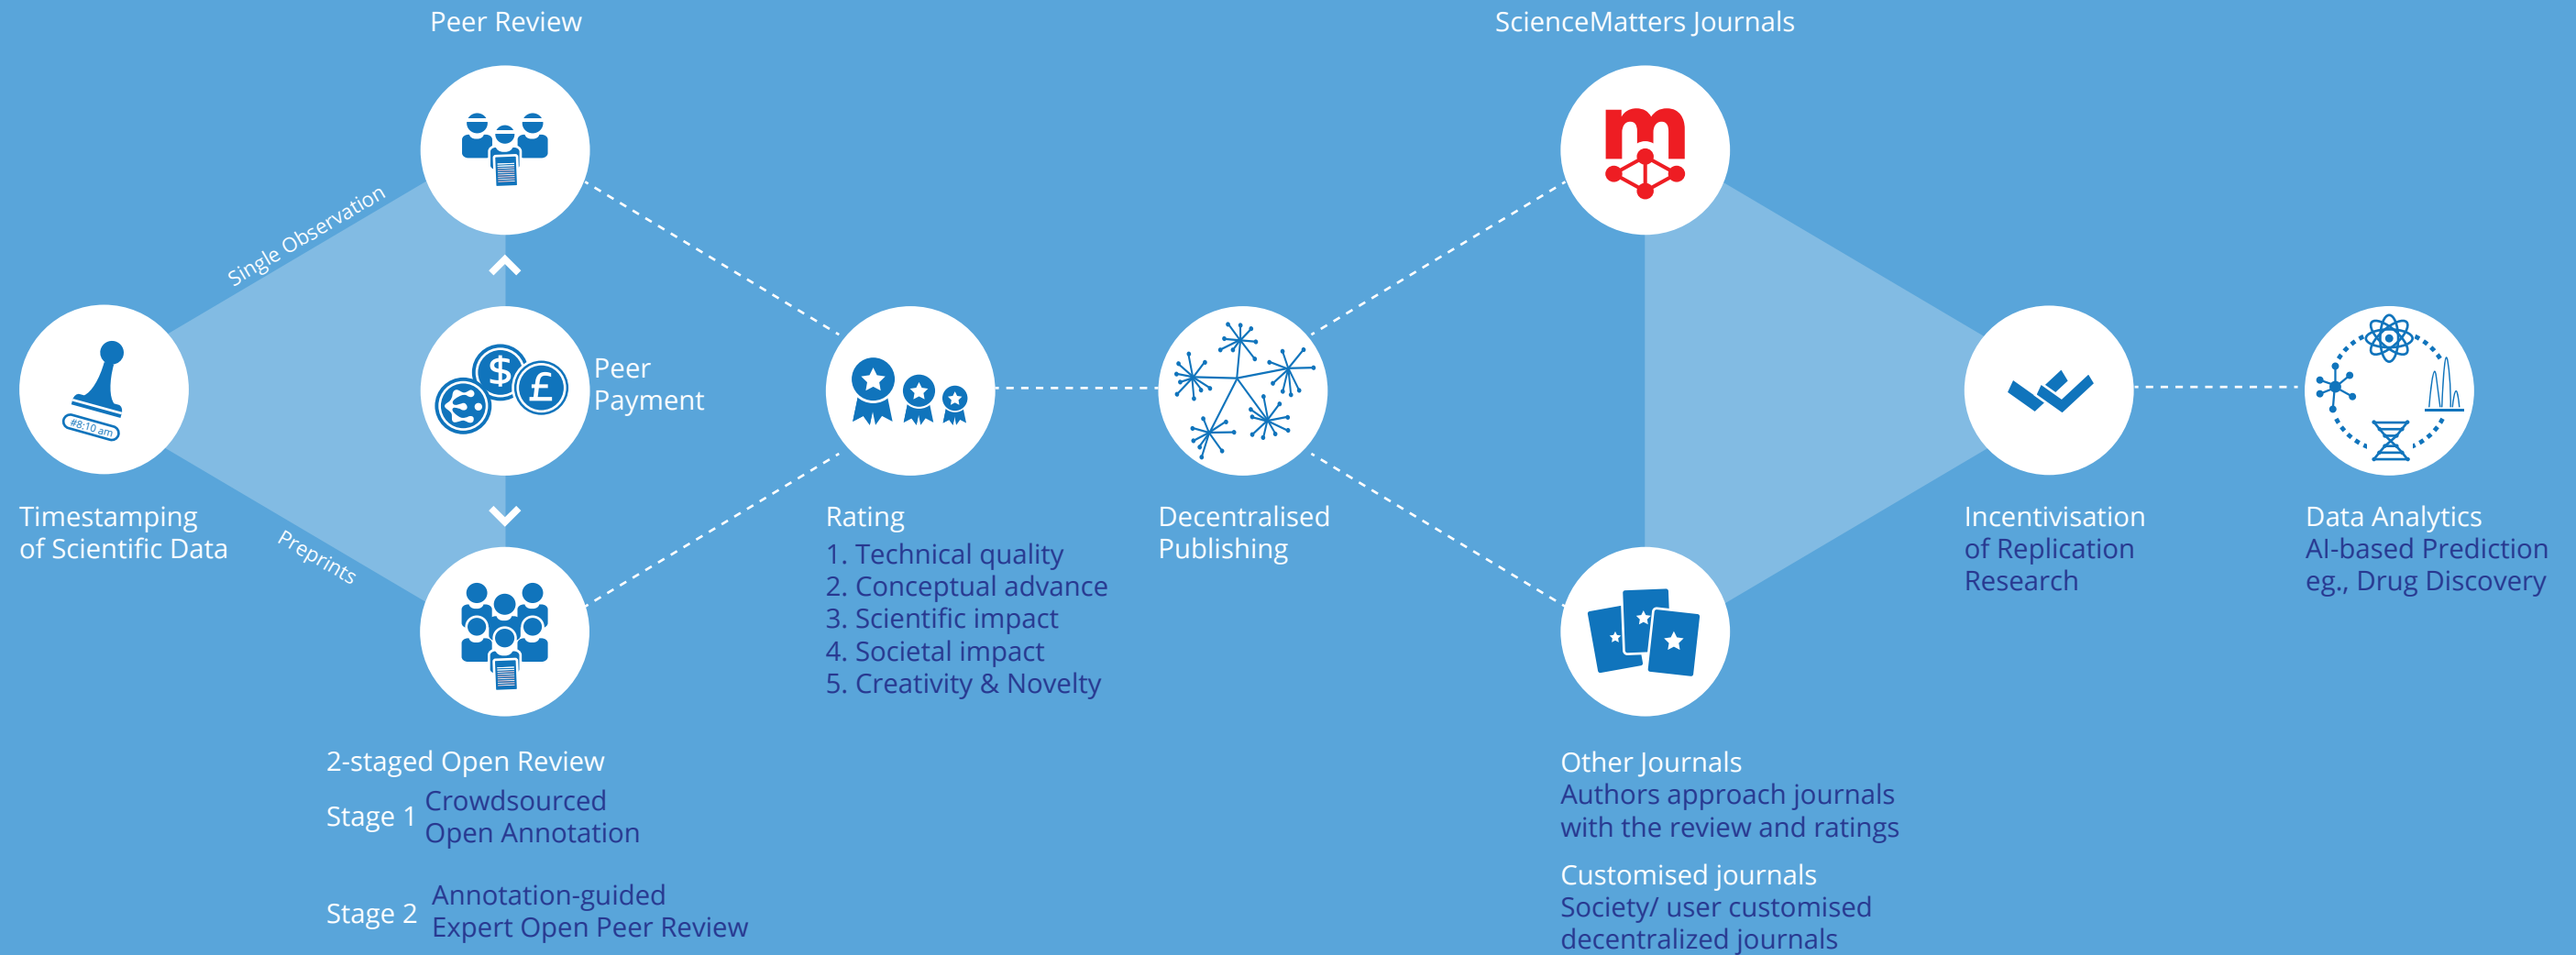 Peer Review
ScienceMatters Journals
Single Observation
m
#8:10 am
$
£
Peer
Payment
Timestamping
of Scientific Data
Preprints
Rating
1. Technical quality
2. Conceptual advance
3. Scientific impact
4. Societal impact
5. Creativity & Novelty
Decentralised
Publishing
Incentivisation
of Replication
Research
Data Analytics
AI-based Prediction
eg., Drug Discovery
2-staged Open Review
Stage 1
Crowdsourced
Open Annotation
Stage 2
Annotation-guided
Expert Open Peer Review
Other Journals
Authors approach journals
with the review and ratings
Customised journals
Society/ user customised
decentralized journals